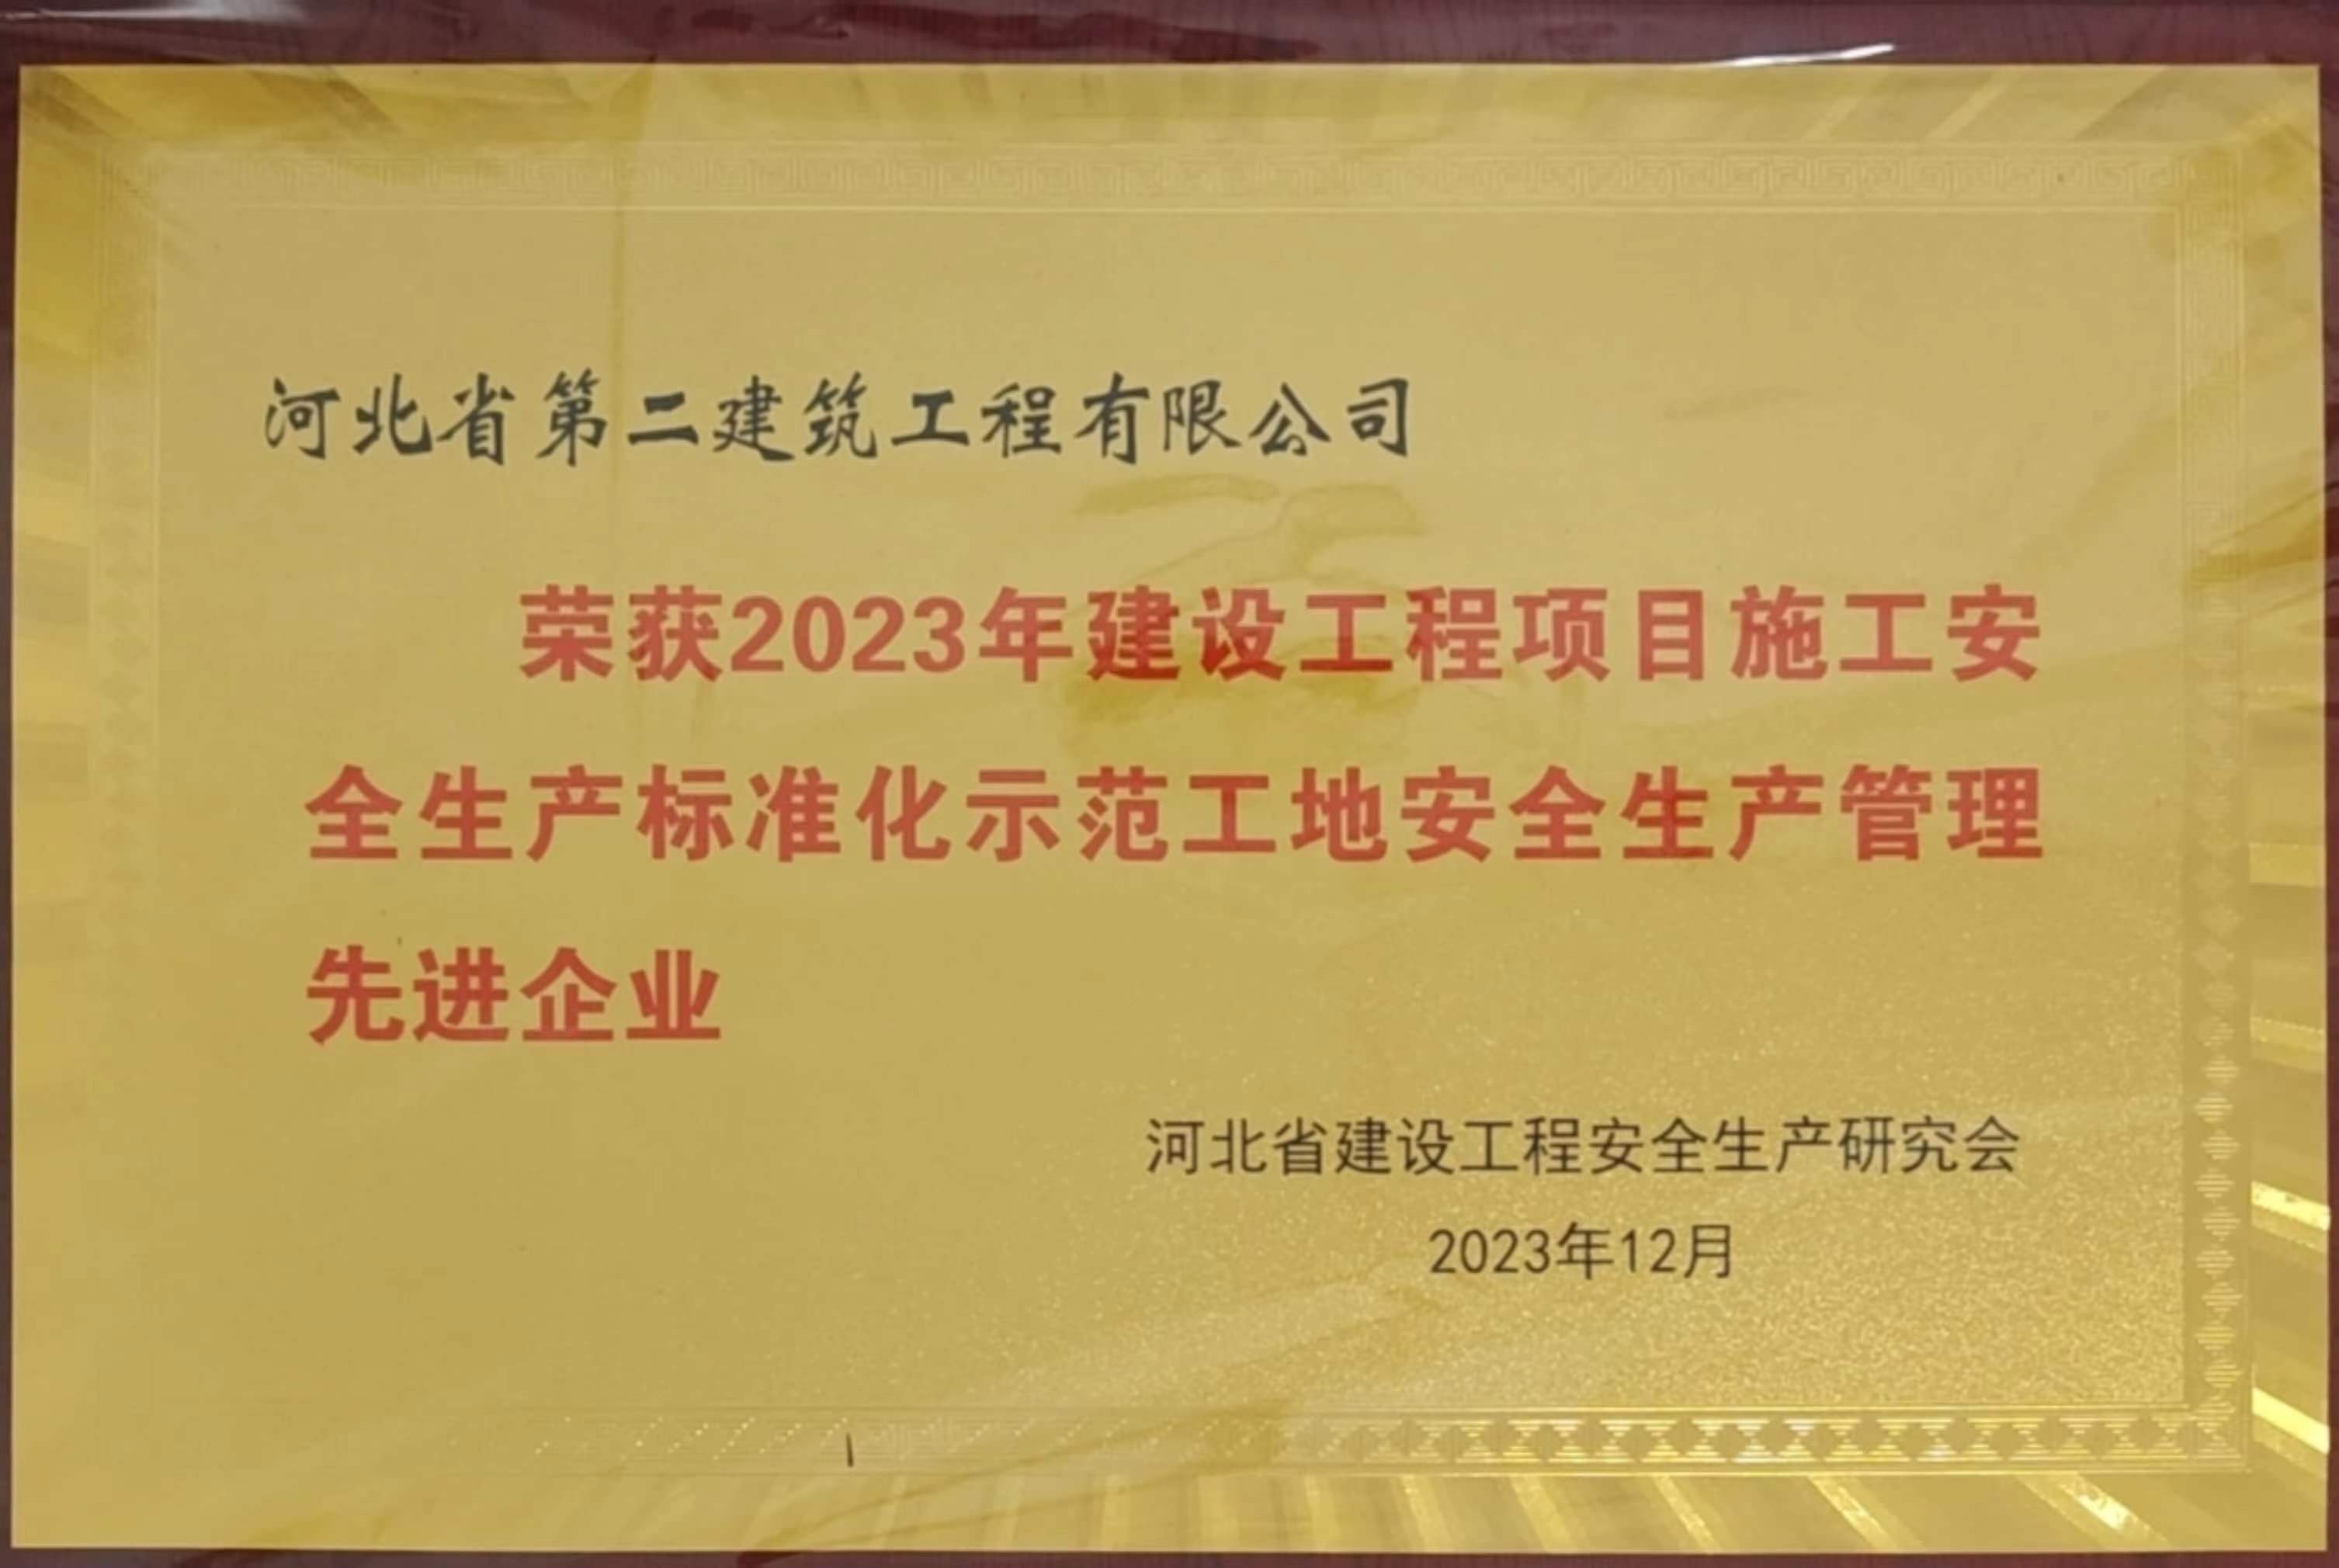 河北省第二建筑工程有限公司
荣获2023年建设工程项目施工安
全生产标准化示范工地安全生产管理
先进企业
河北省建设工程安全生产研究会
2023年12月